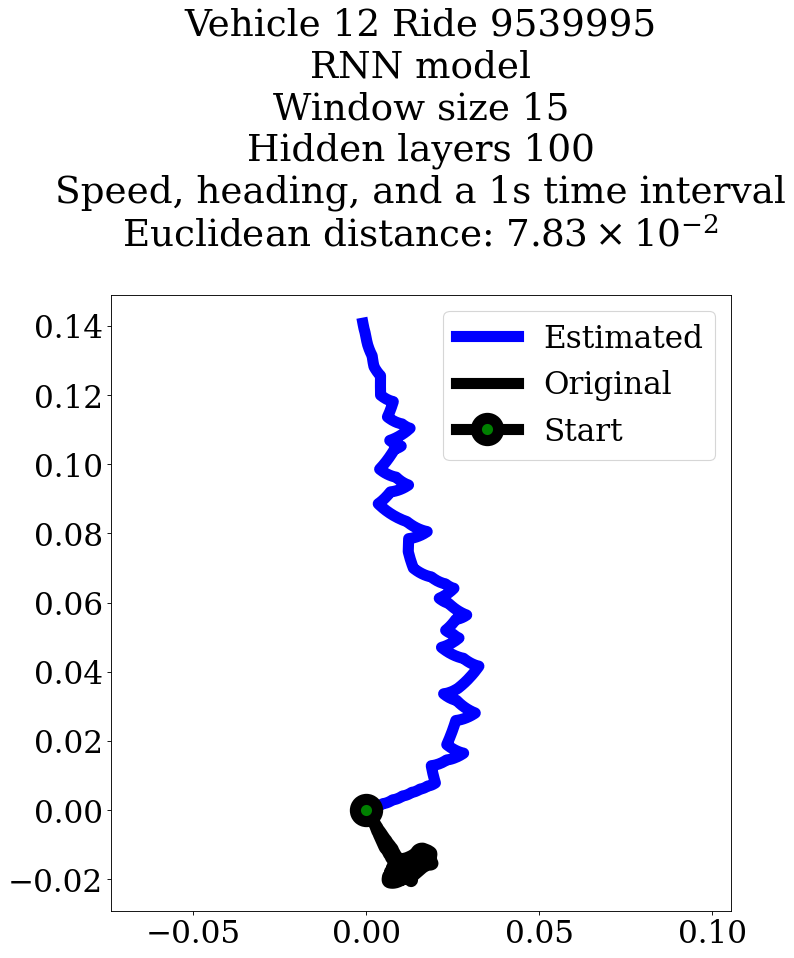 Vehicle 12 Ride 9539995
RNN model
Window size 15
Hidden layers 100
Speed, heading, and a 1s time interval
Euclidean distance: 7.83 × 10⁻²
Estimated
Original
Start
0.14
0.12
0.10
0.08
0.06
0.04
0.02
0.00
−0.02
−0.05 0.00 0.05 0.10